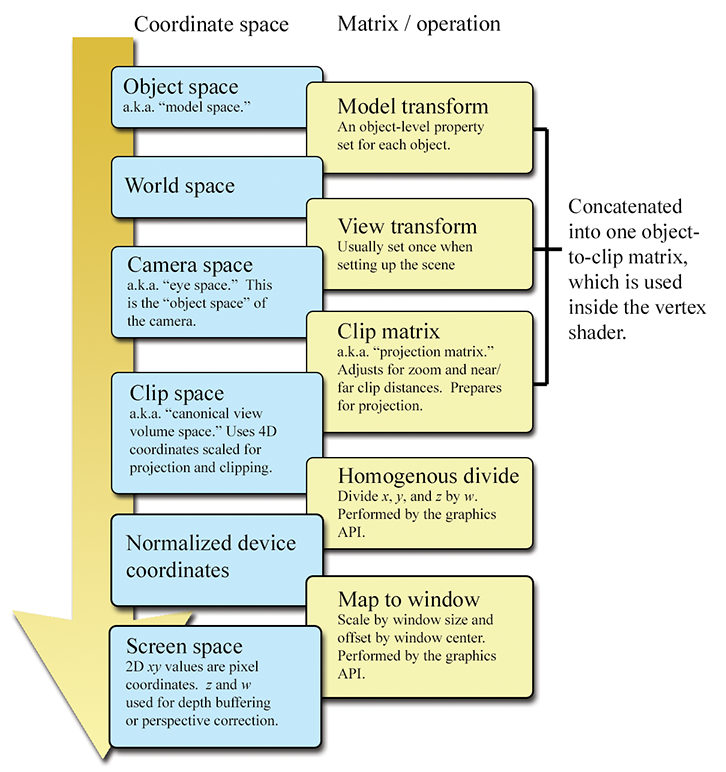 Coordinate space
Matrix / operation
Object space
a.k.a. “model space.”
Model transform
An object-level property
set for each object.
World space
View transform
Usually set once when
setting up the scene
Camera space
a.k.a. “eye space.” This
is the “object space” of
the camera.
Clip matrix
a.k.a. “projection matrix.”
Adjusts for zoom and near/
far clip distances. Prepares
for projection.
Clip space
a.k.a. “canonical view
volume space.” Uses 4D
coordinates scaled for
projection and clipping.
Homogenous divide
Divide x, y, and z by w.
Performed by the graphics
API.
Normalized device
coordinates
Map to window
Scale by window size and
offset by window center.
Performed by the graphics
API.
Screen space
2D xy values are pixel
coordinates. z and w
used for depth buffering
or perspective correction.
Concatenated
into one object-
to-clip matrix,
which is used
inside the vertex
shader.